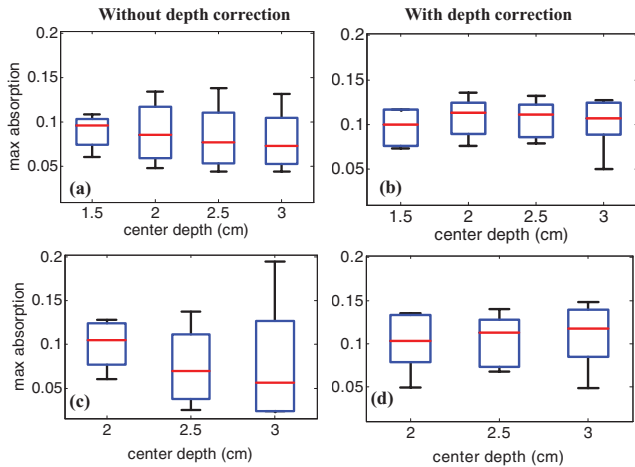 Without depth correction
With depth correction
0.2
0.15
0.1
0.05
max absorption
(a)
1.5 2 2.5 3
center depth (cm)
0.2
0.15
0.1
0.05
(b)
1.5 2 2.5 3
center depth (cm)
0.2
0.15
0.1
0.05
max absorption
(c)
2 2.5 3
center depth (cm)
0.2
0.15
0.1
0.05
(d)
2 2.5 3
center depth (cm)